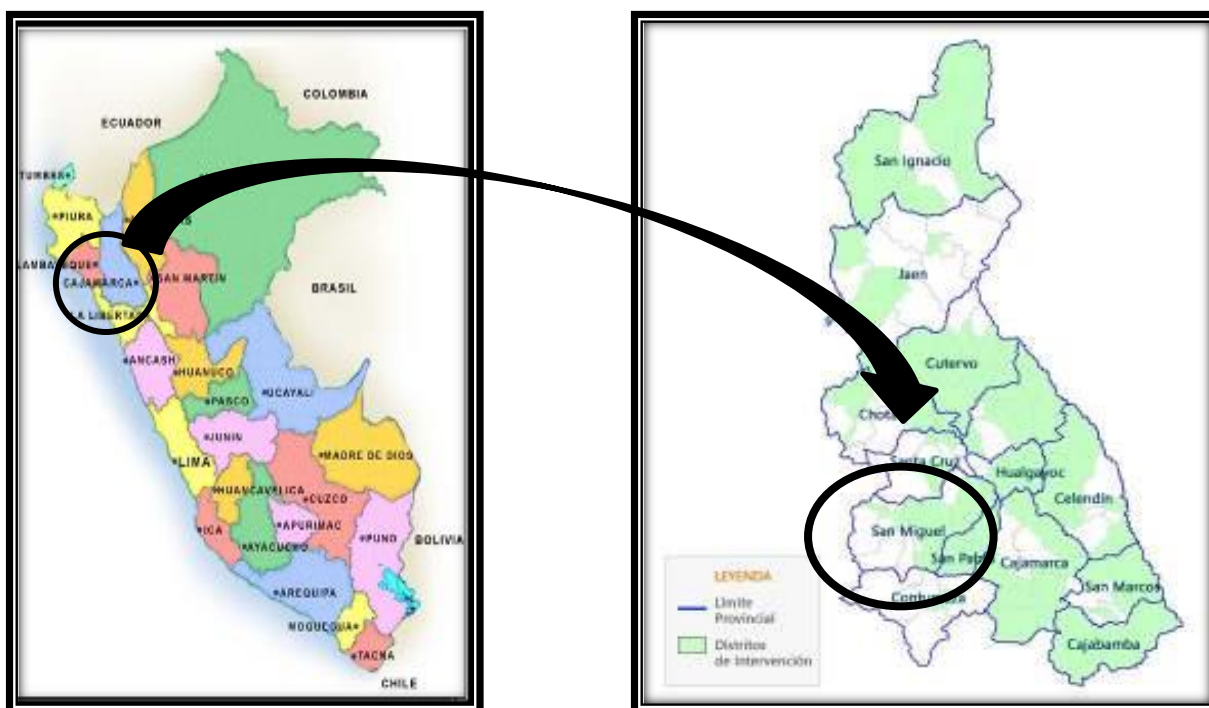 COLOMBIA
ECUADOR
TUMBES
PIURA
LAMBAYEQUE
CAJAMARCA
SAN MARTIN
BRASIL
LA LIBERTAD
ANCASH
HUANUCO
UCAYALI
PASCO
JUNIN
LIMA
MADRE DE DIOS
HUANCAVELICA
CUZCO
ICA
APURIMAC
PUNO
BOLIVIA
AYACUCHO
AREQUIPA
MOQUEGUA
TACNA
CHILE
San Ignacio
Jaen
Cutervo
Chota
Santa Cruz
Hualgayoc
Celendín
San Miguel
San Pablo
Cajamarca
San Marcos
Contumaza
Cajabamba
LEYENDA
Límite
Provincial
Distritos
de Intervención